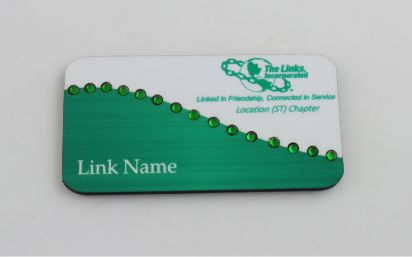 The Links,
Incorporated
Linked in Friendship, Connected in Service
Location (ST) Chapter
Link Name